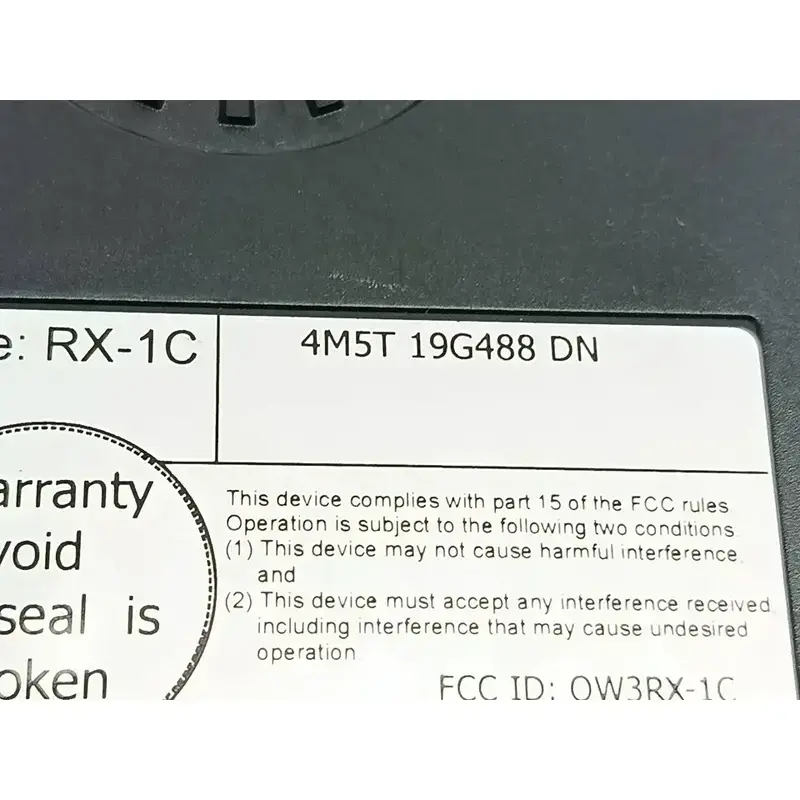 e: RX-1C
4M5T 19G488 DN
arranty
void
seal is
oken
This device complies with part 15 of the FCC rules
Operation is subject to the following two conditions
(1) This device may not cause harmful interference,
and
(2) This device must accept any interference received
including interference that may cause undesired
operation
FCC ID: OW3RX-1C